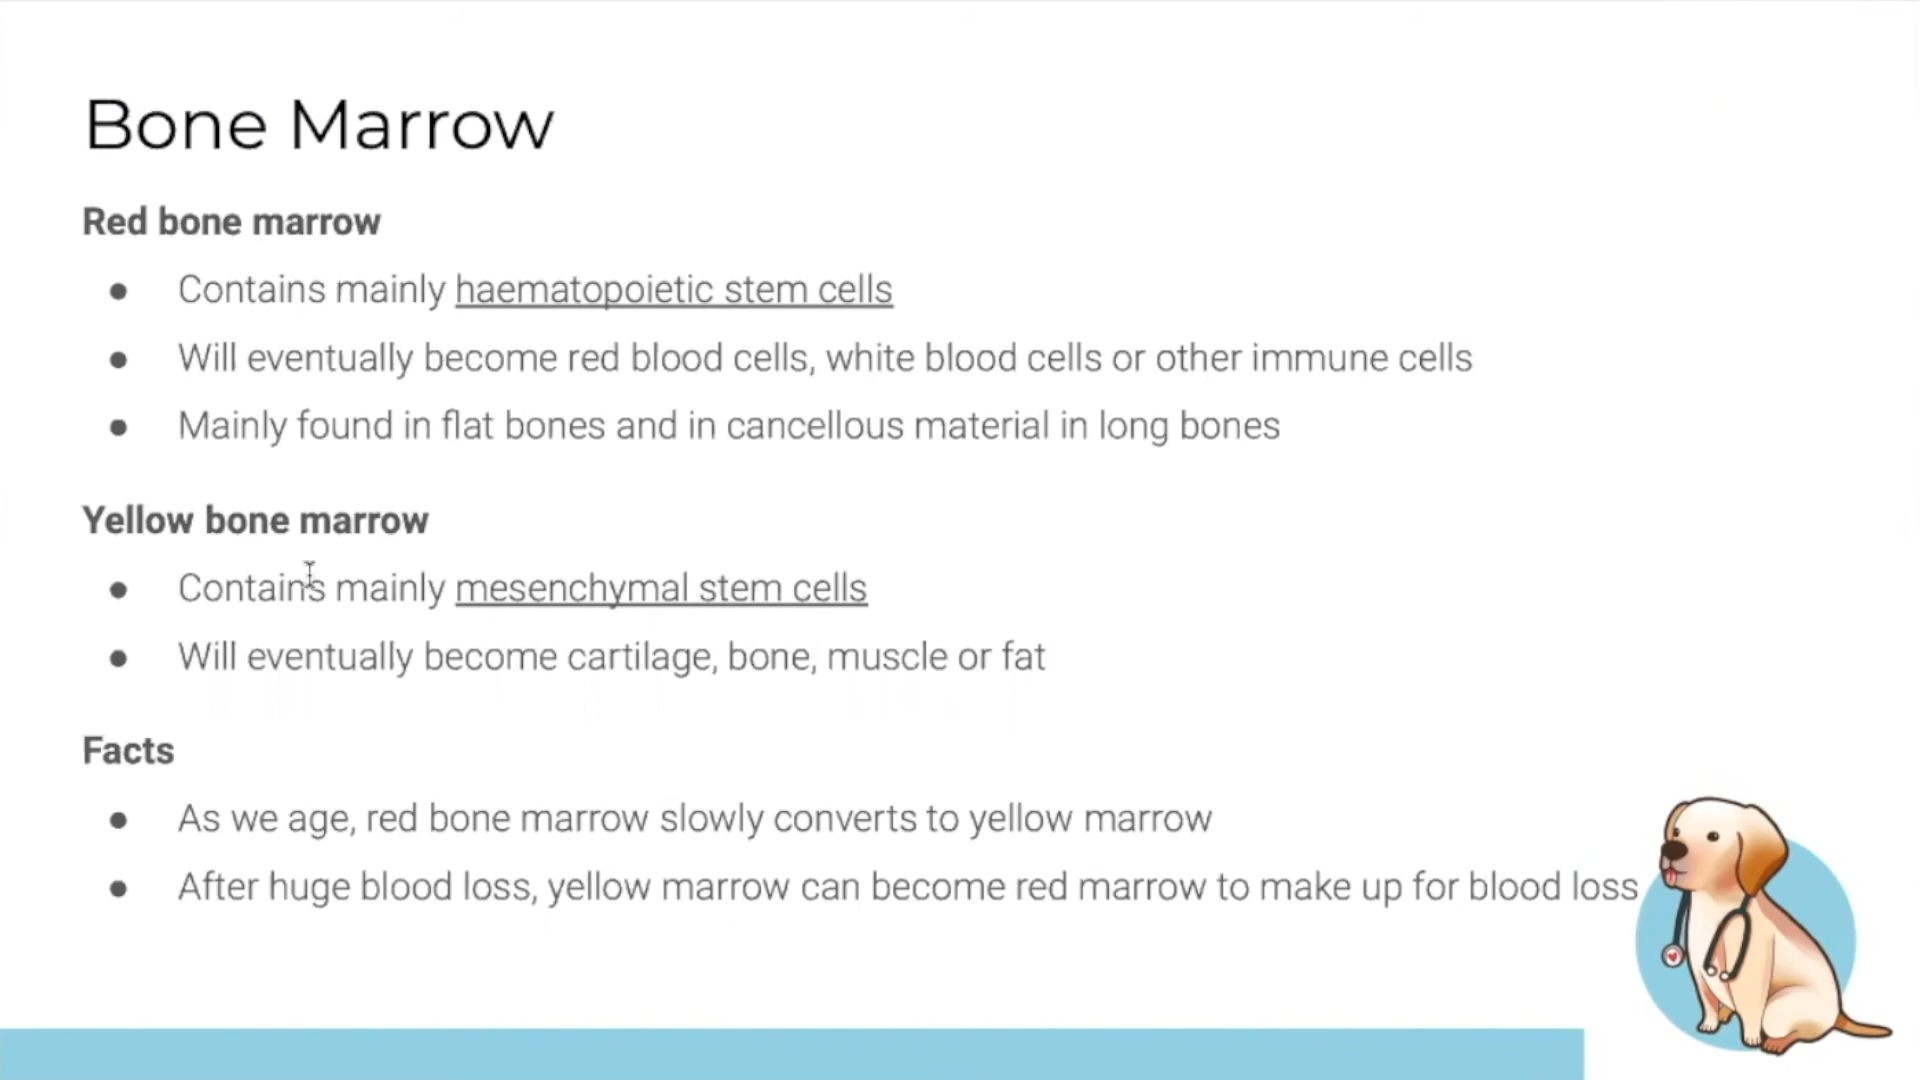 Bone Marrow
Red bone marrow
● Contains mainly haematopoietic stem cells
● Will eventually become red blood cells, white blood cells or other immune cells
● Mainly found in flat bones and in cancellous material in long bones
Yellow bone marrow
● Contains mainly mesenchymal stem cells
● Will eventually become cartilage, bone, muscle or fat
Facts
● As we age, red bone marrow slowly converts to yellow marrow
● After huge blood loss, yellow marrow can become red marrow to make up for blood loss